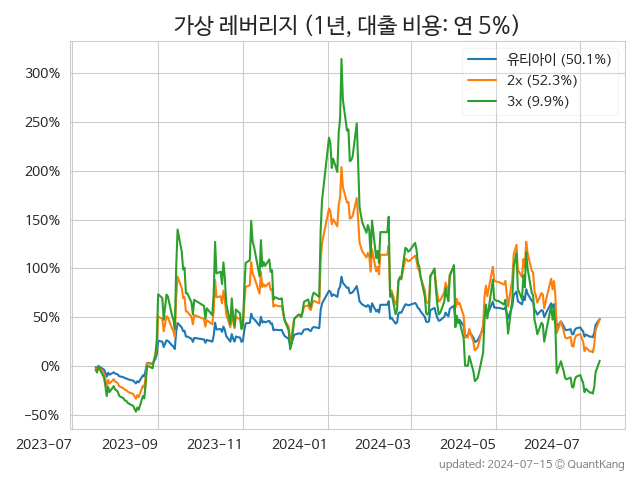 가상 레버리지 (1년, 대출 비용: 연 5%)
유티아이 (50.1%)
2x (52.3%)
3x (9.9%)
300%
250%
200%
150%
100%
50%
0%
−50%
2023-07 2023-09 2023-11 2024-01 2024-03 2024-05 2024-07
updated: 2024-07-15 © QuantKang